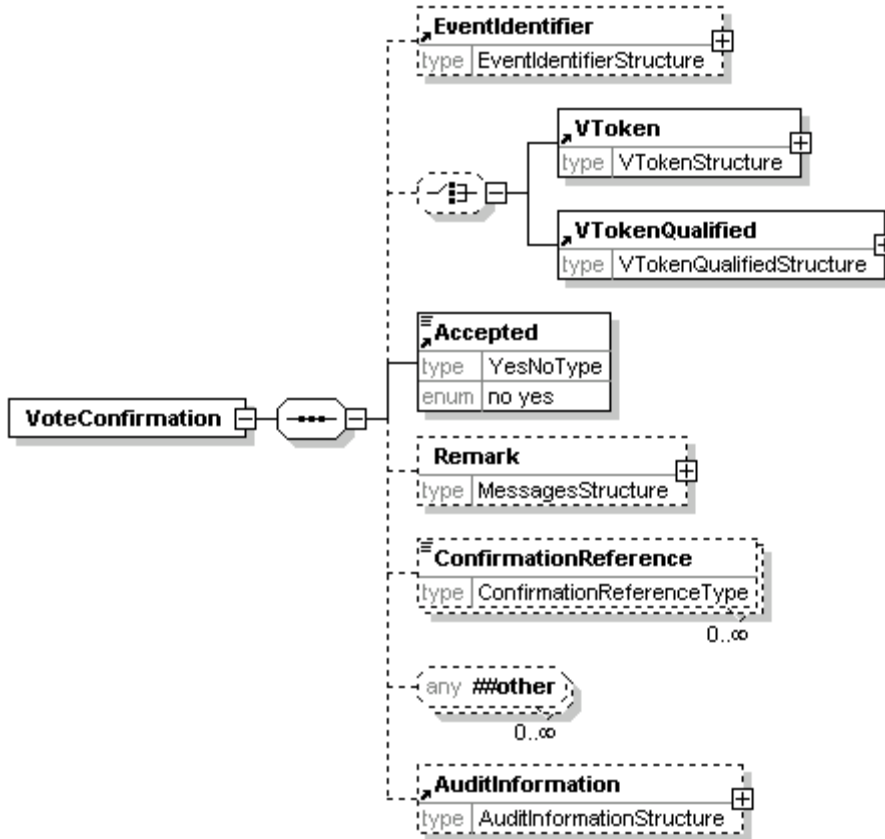 EventIdentifier
type EventIdentifierStructure
VToken
type VTokenStructure
VTokenQualified
type VTokenQualifiedStructure
Accepted
type YesNoType
enum no yes
VoteConfirmation
Remark
type MessagesStructure
ConfirmationReference
type ConfirmationReferenceType
0..∞
any ##other
0..∞
AuditInformation
type AuditInformationStructure